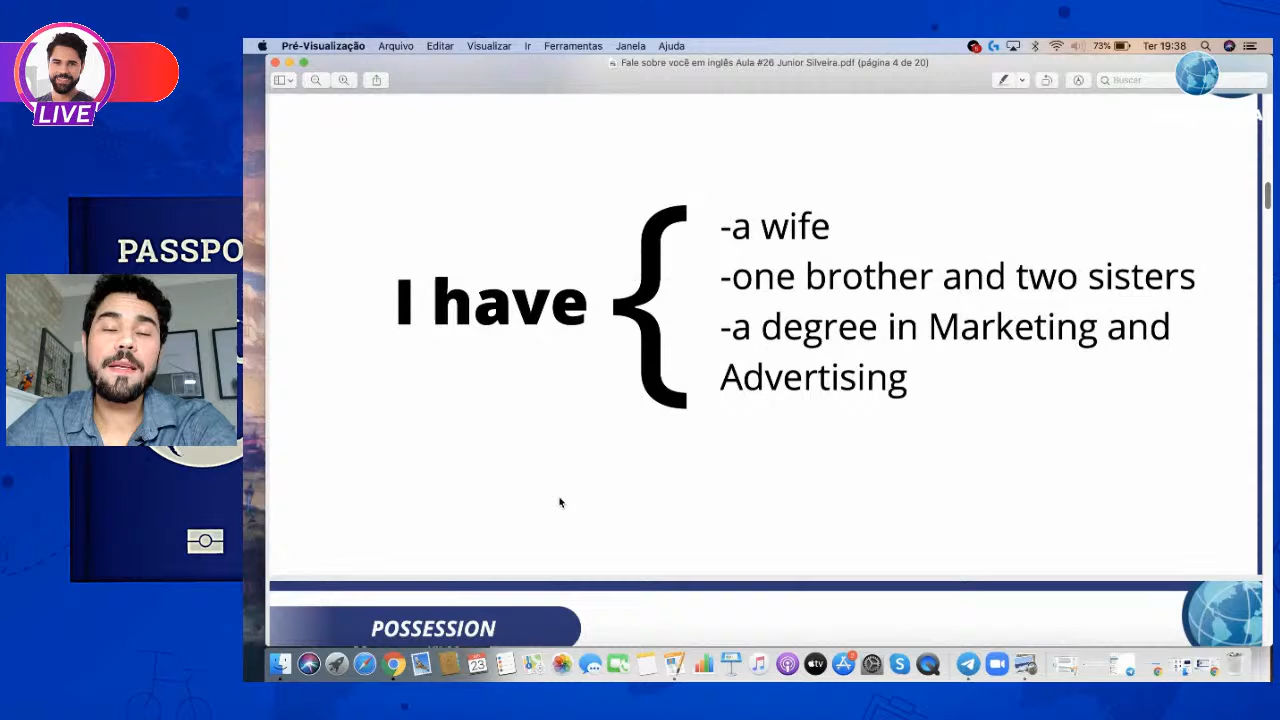 Pré-Visualização Arquivo Editar Visualizar Ir Ferramentas Janela Ajuda 73% Ter 19:38
Fale sobre você em inglês Aula #26 Junior Silveira.pdf (página 4 de 20)
Buscar
LIVE
PASSPO
I have
-a wife
-one brother and two sisters
-a degree in Marketing and
Advertising
POSSESSION
23
tv